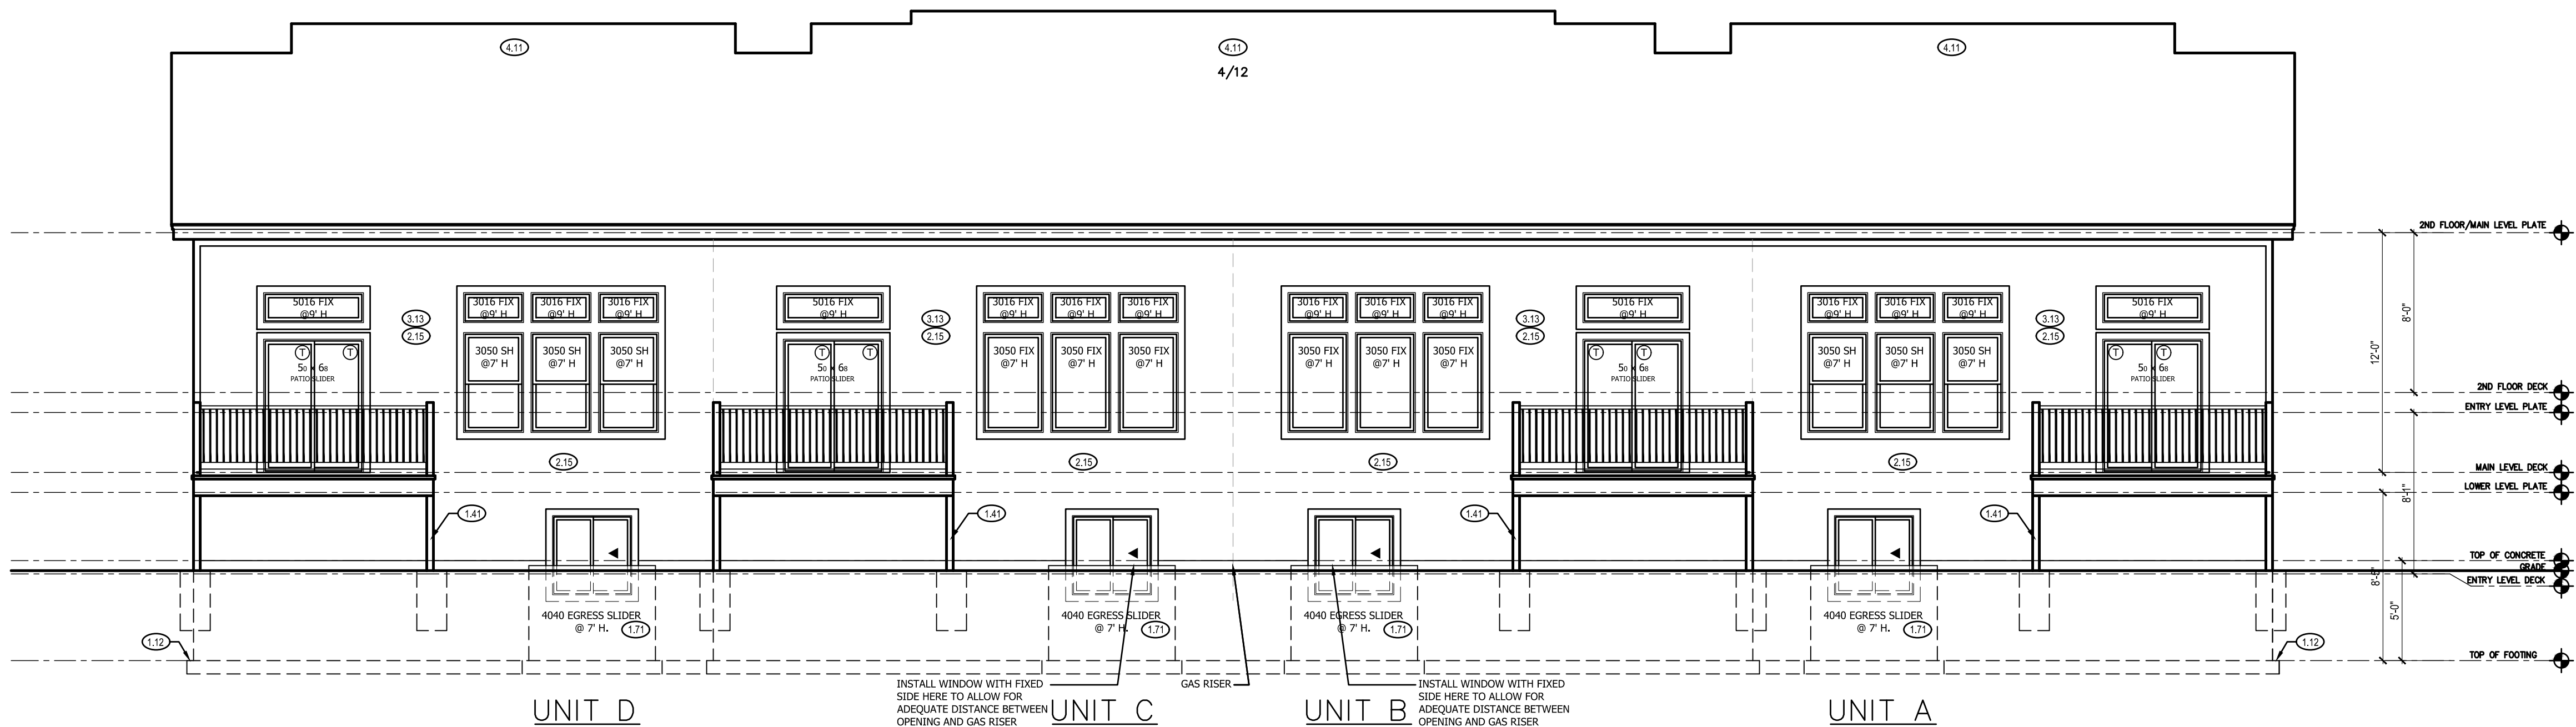 4.11
4.11
4.11
4/12
2ND FLOOR/MAIN LEVEL PLATE
5016 FIX
@9' H
3016 FIX
@9' H
3016 FIX
@9' H
3016 FIX
@9' H
5016 FIX
@9' H
3016 FIX
@9' H
3016 FIX
@9' H
3016 FIX
@9' H
3016 FIX
@9' H
3016 FIX
@9' H
3016 FIX
@9' H
5016 FIX
@9' H
3016 FIX
@9' H
3016 FIX
@9' H
3016 FIX
@9' H
5016 FIX
@9' H
3.13
2.15
3.13
2.15
3.13
2.15
3.13
2.15
T T
50 x 68
PATIO SLIDER
3050 SH
@7' H
3050 SH
@7' H
3050 SH
@7' H
T T
50 x 68
PATIO SLIDER
3050 FIX
@7' H
3050 FIX
@7' H
3050 FIX
@7' H
3050 FIX
@7' H
3050 FIX
@7' H
3050 FIX
@7' H
T T
50 x 68
PATIO SLIDER
3050 SH
@7' H
3050 SH
@7' H
3050 SH
@7' H
T T
50 x 68
PATIO SLIDER
8'-0"
12'-0"
2ND FLOOR DECK
ENTRY LEVEL PLATE
2.15
2.15
2.15
2.15
MAIN LEVEL DECK
LOWER LEVEL PLATE
8'-1"
1.41
1.41
1.41
1.41
TOP OF CONCRETE
GRADE
ENTRY LEVEL DECK
8'-5"
5'-0"
4040 EGRESS SLIDER
@ 7' H.
1.71
4040 EGRESS SLIDER
@ 7' H.
1.71
4040 EGRESS SLIDER
@ 7' H.
1.71
4040 EGRESS SLIDER
@ 7' H.
1.71
1.12
1.12
TOP OF FOOTING
INSTALL WINDOW WITH FIXED
SIDE HERE TO ALLOW FOR
ADEQUATE DISTANCE BETWEEN
OPENING AND GAS RISER
GAS RISER
INSTALL WINDOW WITH FIXED
SIDE HERE TO ALLOW FOR
ADEQUATE DISTANCE BETWEEN
OPENING AND GAS RISER
UNIT D
UNIT C
UNIT B
UNIT A